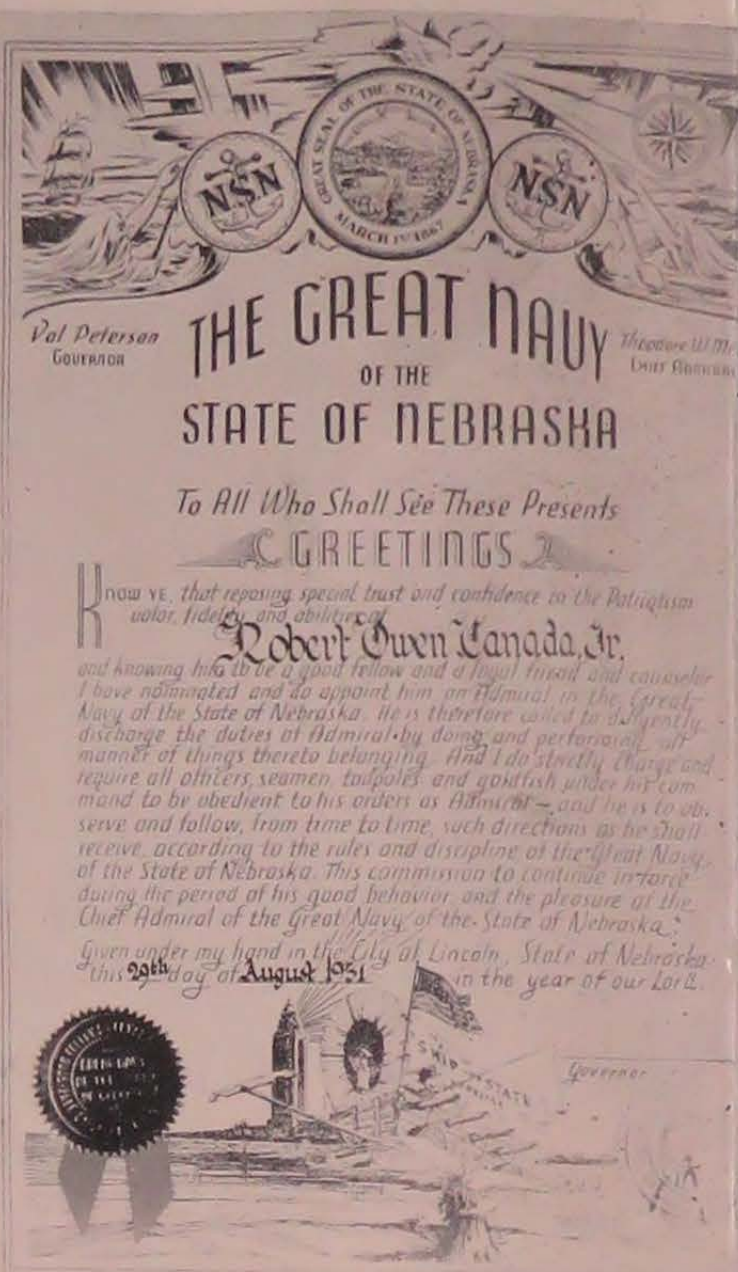 GREAT SEAL OF THE STATE OF NEBRASKA
MARCH 1ST 1867
NSN
NSN
Val Peterson
GOVERNOR
Theodore W.
CHIEF
THE GREAT NAVY
OF THE
STATE OF NEBRASKA
To All Who Shall See These Presents
GREETINGS
KNOW YE, that reposing special trust and confidence in the Patriotism
valor, fidelity and abilities of
Robert Owen Canada, Jr.
and knowing him to be a good fellow and a loyal friend and counselor
I have nominated and do appoint him an Admiral in the Great
Navy of the State of Nebraska. He is therefore called to diligently
discharge the duties of Admiral by doing and performing all
manner of things thereto belonging. And I do strictly charge and
require all officers, seamen, tadpoles and goldfish under his com
mand to be obedient to his orders as Admiral – and he is to ob-
serve and follow, from time to time, such directions as he shall
receive, according to the rules and discipline of the Great Navy
of the State of Nebraska. This commission to continue in force
during the period of his good behavior, and the pleasure of the
Chief Admiral of the Great Navy of the State of Nebraska.
Given under my hand in the City of Lincoln, State of Nebraska
this 29th day of August 1951 in the year of our Lord.
SHIP OF STATE
Governor
GREAT NAVY
OF THE